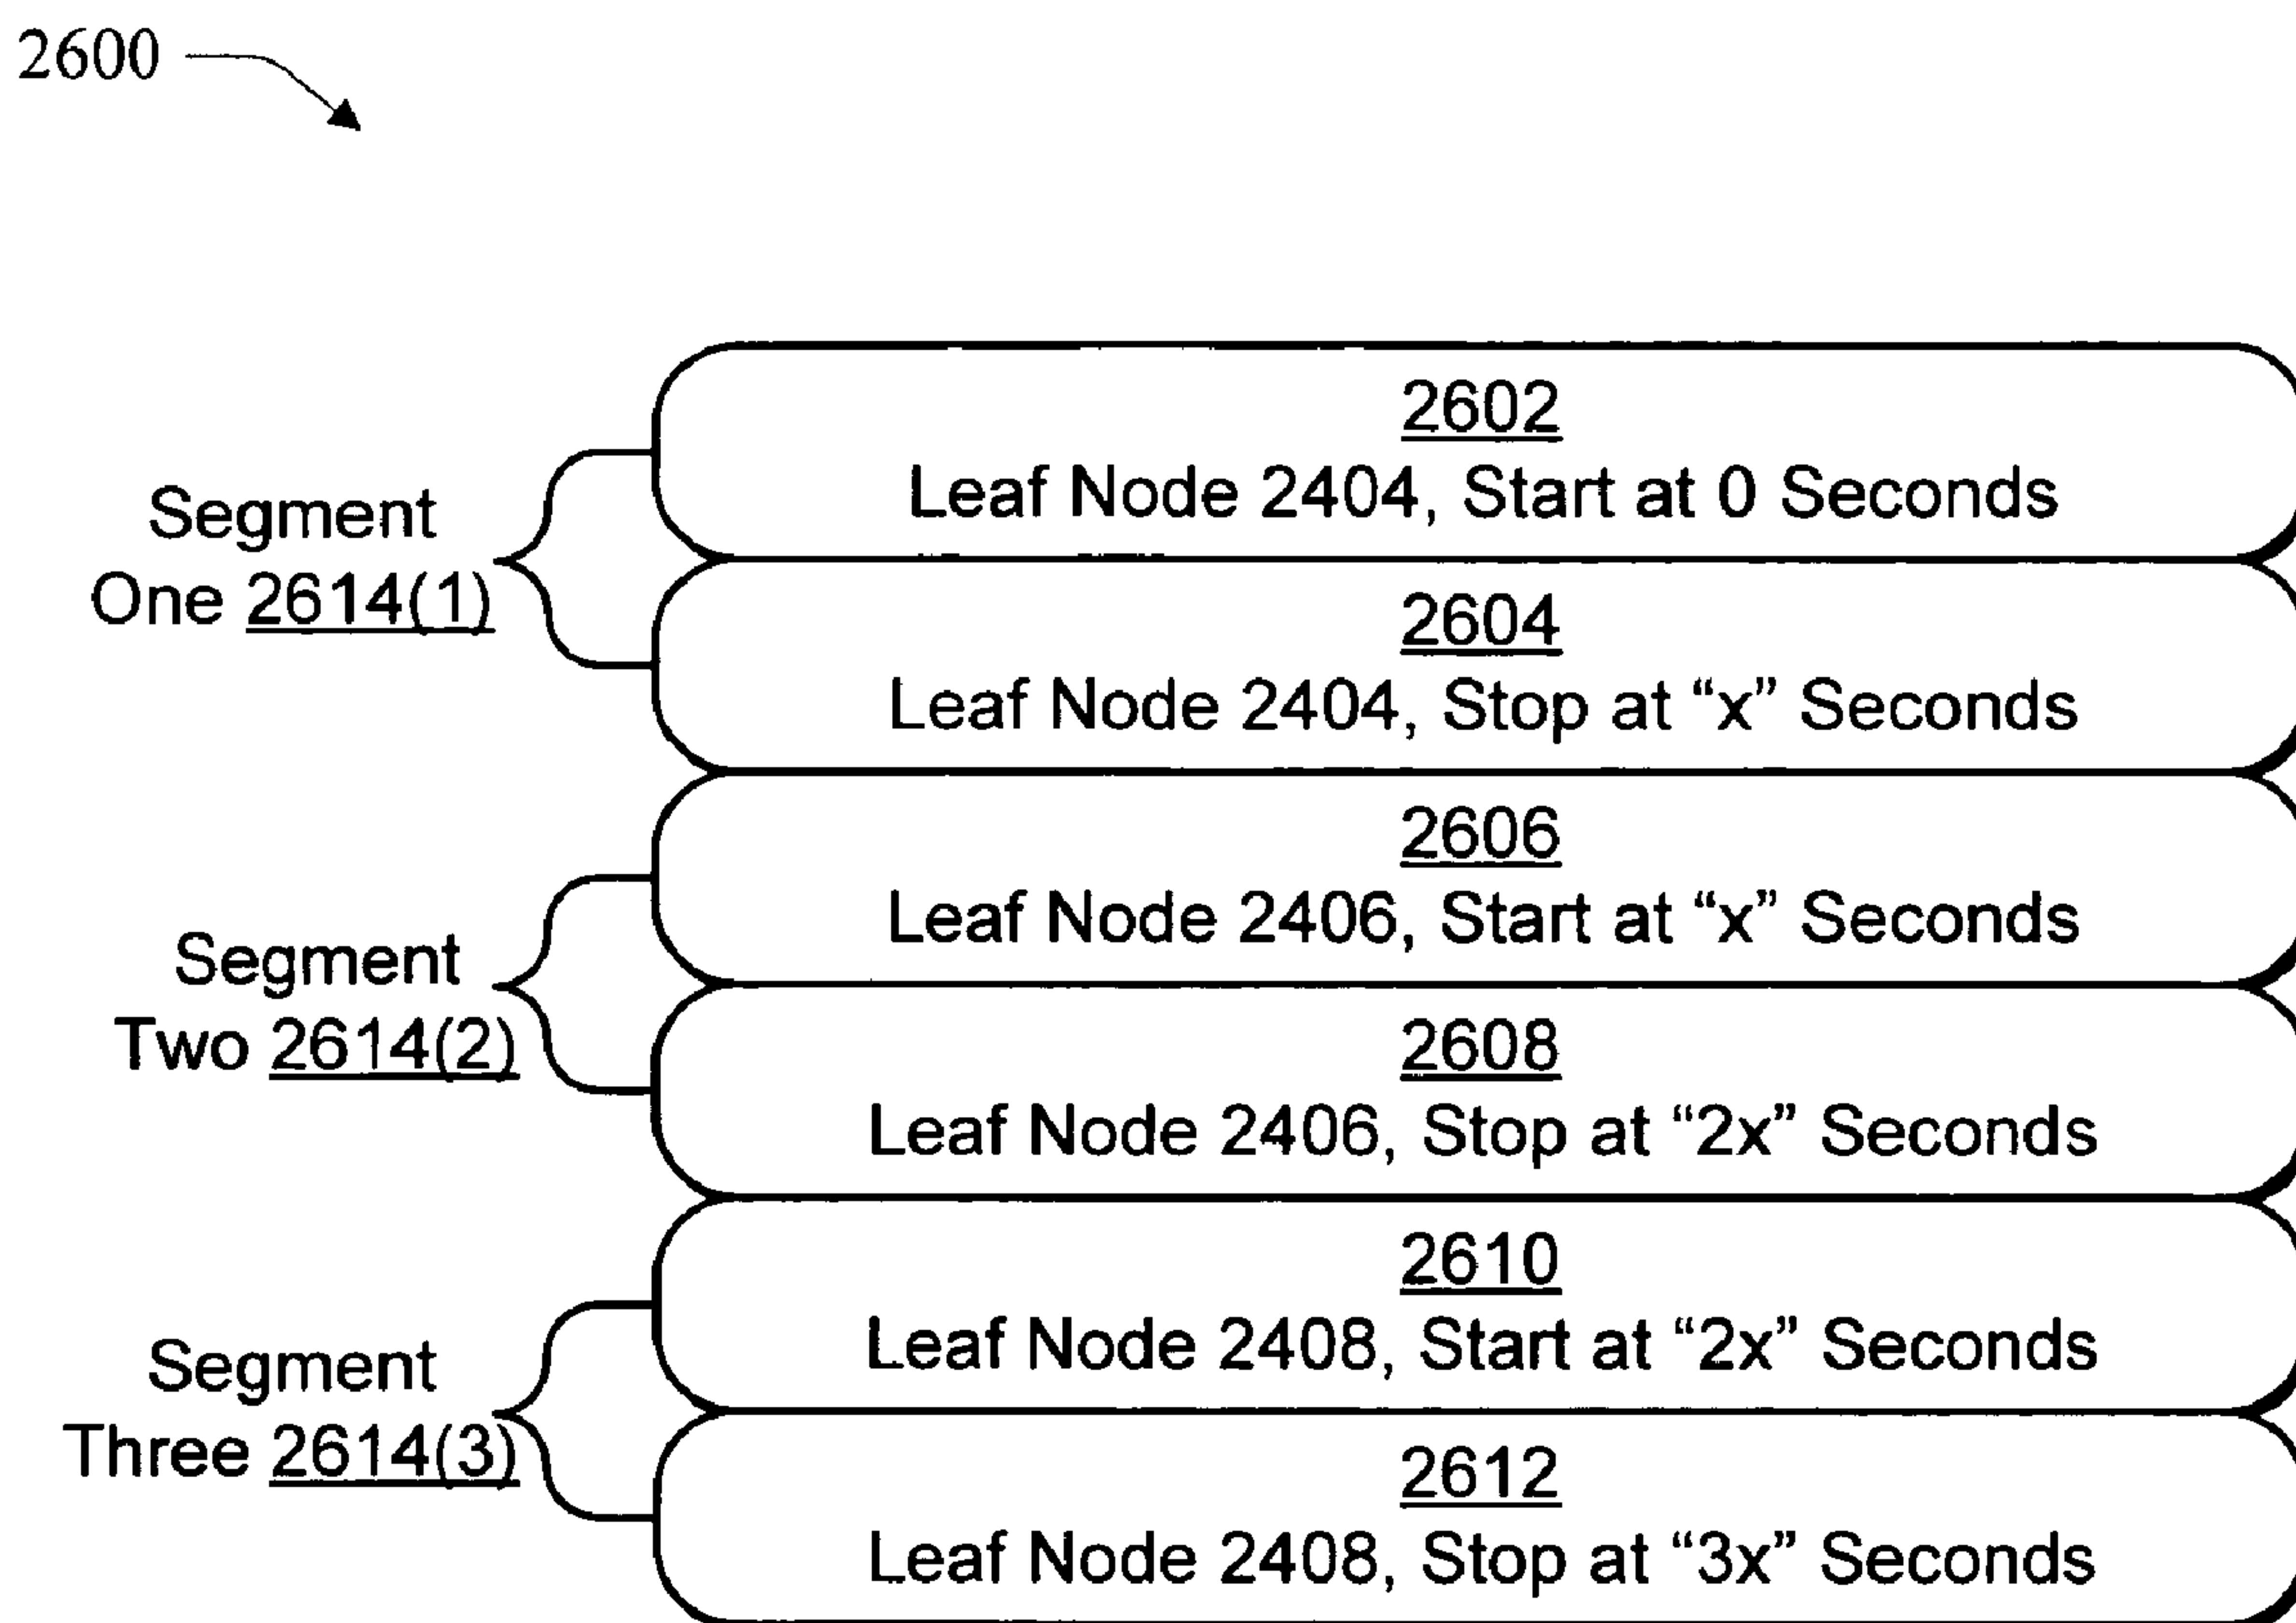 2600
2602
Leaf Node 2404, Start at 0 Seconds
Segment
One 2614(1)
2604
Leaf Node 2404, Stop at “x” Seconds
2606
Leaf Node 2406, Start at “x” Seconds
Segment
Two 2614(2)
2608
Leaf Node 2406, Stop at “2x” Seconds
2610
Leaf Node 2408, Start at “2x” Seconds
Segment
Three 2614(3)
2612
Leaf Node 2408, Stop at “3x” Seconds